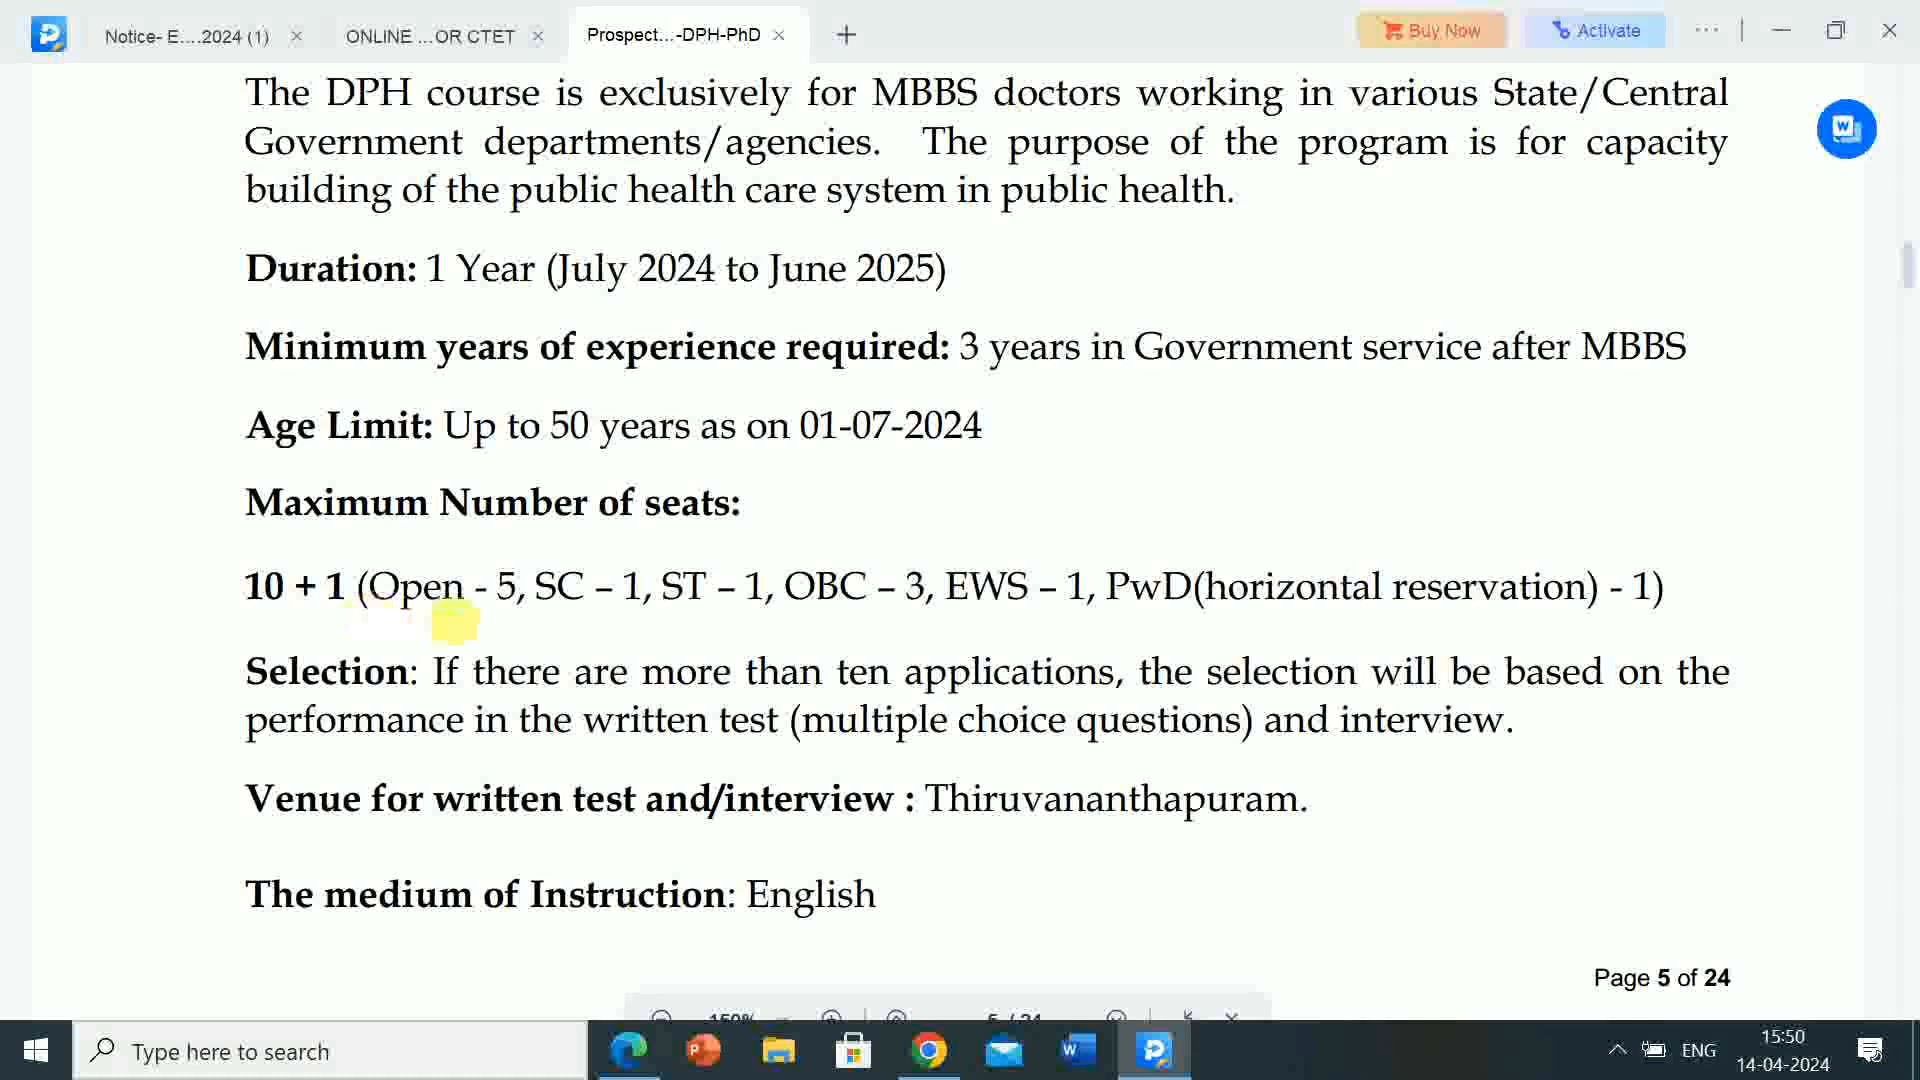 Notice- E....2024 (1)
ONLINE ...OR CTET
Prospect...-DPH-PhD
Buy Now
Activate
The DPH course is exclusively for MBBS doctors working in various State/Central
Government departments/agencies. The purpose of the program is for capacity
building of the public health care system in public health.
Duration: 1 Year (July 2024 to June 2025)
Minimum years of experience required: 3 years in Government service after MBBS
Age Limit: Up to 50 years as on 01-07-2024
Maximum Number of seats:
10 + 1 (Open - 5, SC – 1, ST – 1, OBC – 3, EWS – 1, PwD(horizontal reservation) - 1)
Selection: If there are more than ten applications, the selection will be based on the
performance in the written test (multiple choice questions) and interview.
Venue for written test and/interview : Thiruvananthapuram.
The medium of Instruction: English
Page 5 of 24
150%
5 / 24
Type here to search
ENG
15:50
14-04-2024